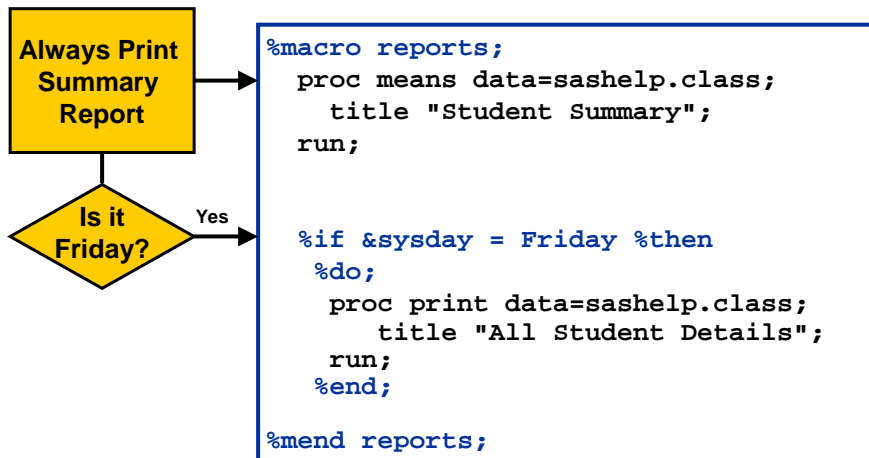 Always Print
Summary
Report
Is it
Friday?
Yes
%macro reports;
proc means data=sashelp.class;
title "Student Summary";
run;
%if &sysday = Friday %then
%do;
proc print data=sashelp.class;
title "All Student Details";
run;
%end;
%mend reports;